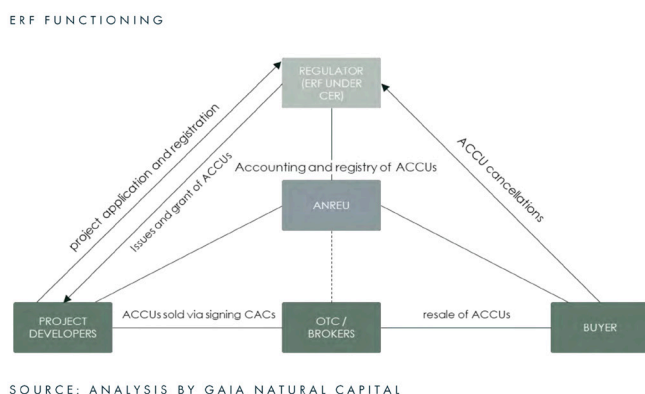 ERF FUNCTIONING
REGULATOR
(ERF UNDER
CER)
project application and registration
Issues and grant of ACCUs
Accounting and registry of ACCUs
ACCU cancellations
ANREU
PROJECT
DEVELOPERS
ACCUs sold via signing CACs
OTC /
BROKERS
resale of ACCUs
BUYER
SOURCE: ANALYSIS BY GAIA NATURAL CAPITAL